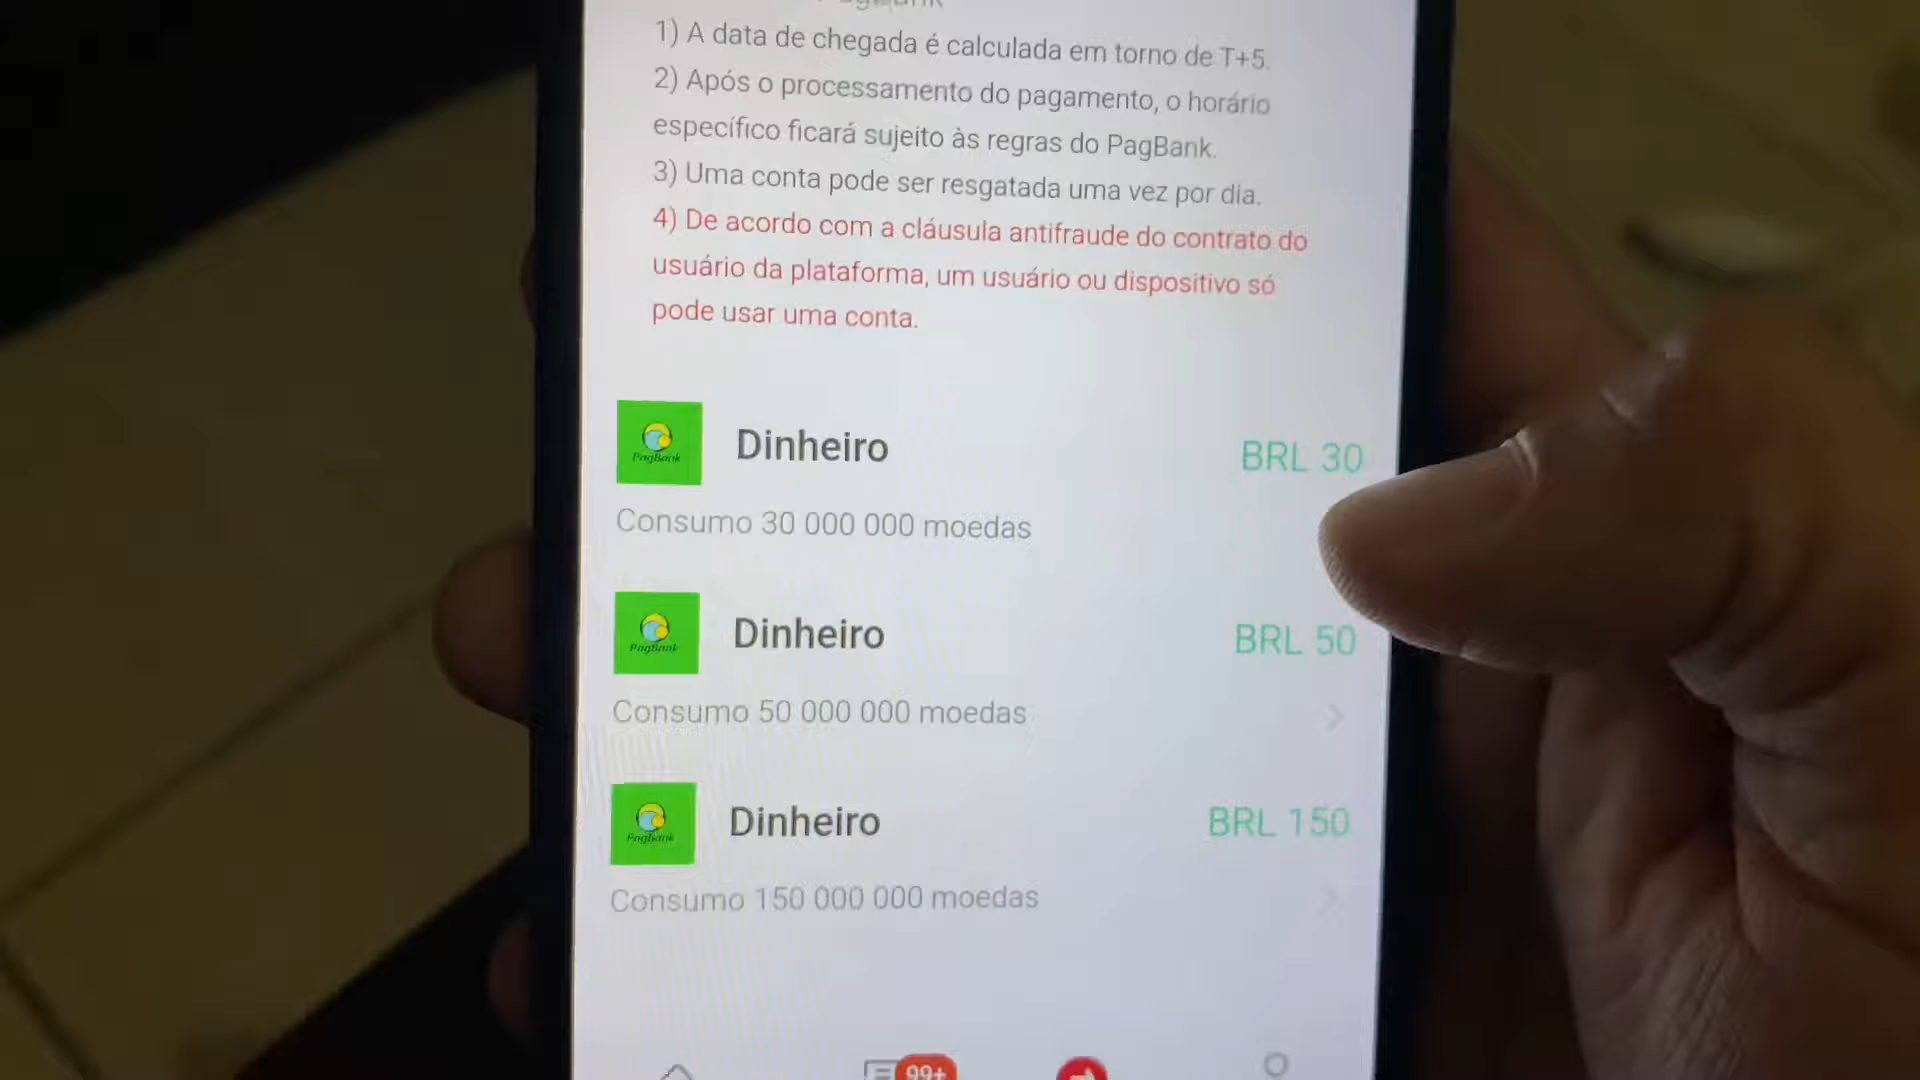 1) A data de chegada é calculada em torno de T+5.
2) Após o processamento do pagamento, o horário
específico ficará sujeito às regras do PagBank.
3) Uma conta pode ser resgatada uma vez por dia.
4) De acordo com a cláusula antifraude do contrato do
usuário da plataforma, um usuário ou dispositivo só
pode usar uma conta.
PagBank
Dinheiro
BRL 30
Consumo 30 000 000 moedas
PagBank
Dinheiro
BRL 50
Consumo 50 000 000 moedas
PagBank
Dinheiro
BRL 150
Consumo 150 000 000 moedas
99+